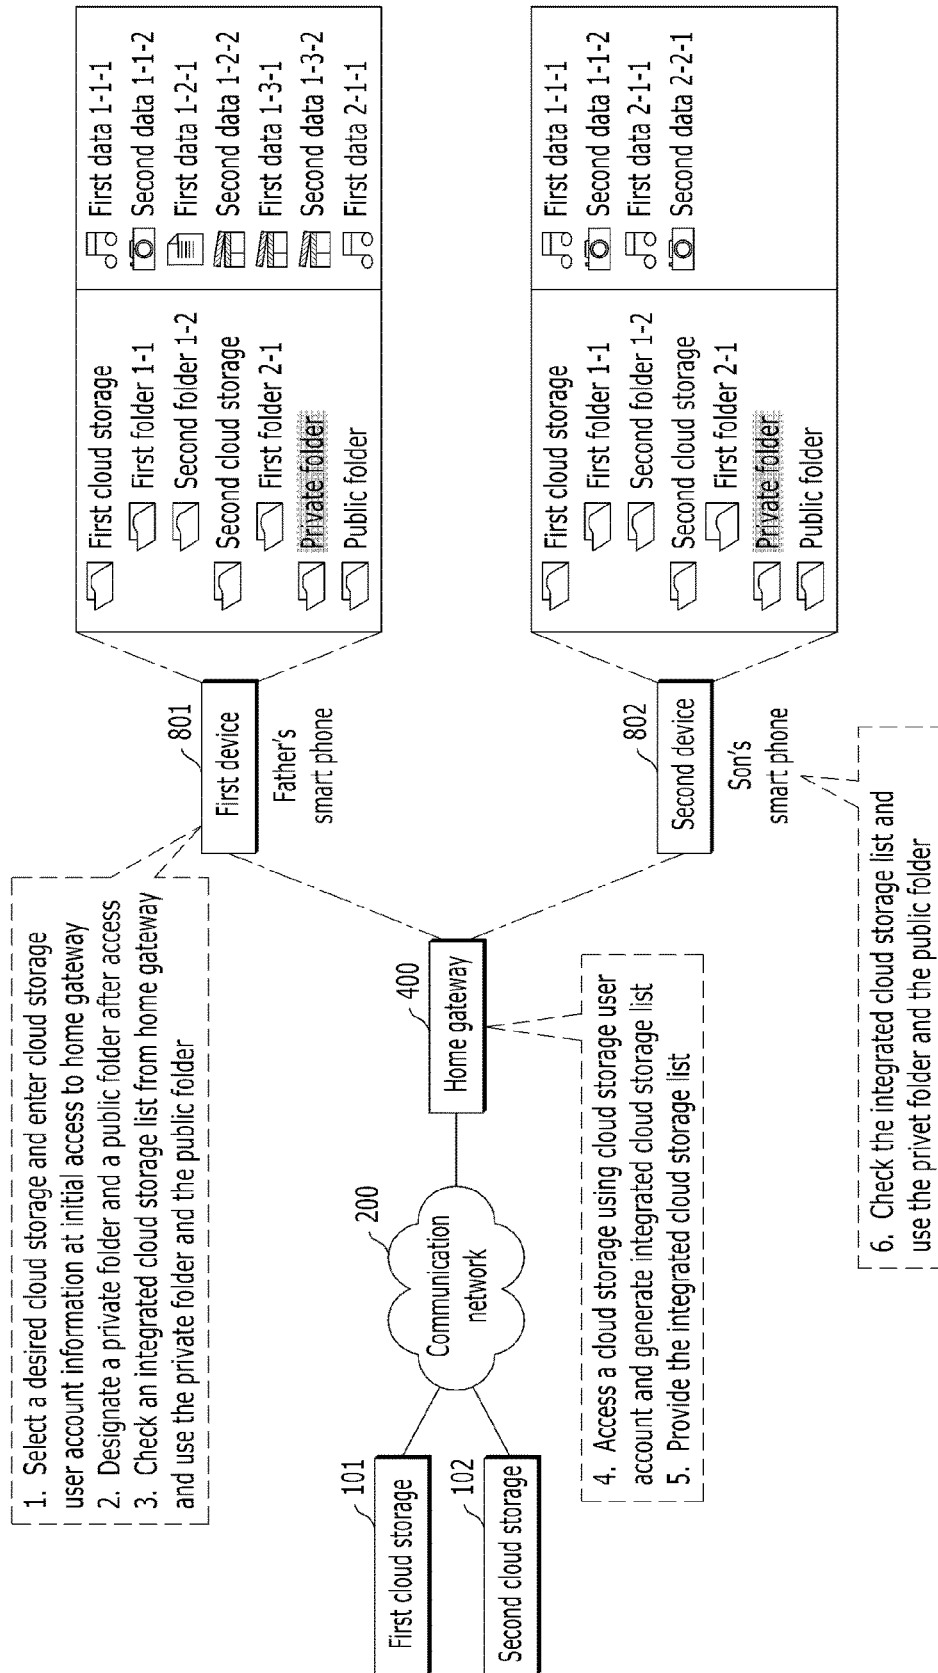 1. Select a desired cloud storage and enter cloud storage
user account information at initial access to home gateway
2. Designate a private folder and a public folder after access
3. Check an integrated cloud storage list from home gateway
and use the private folder and the public folder
101
First cloud storage
102
Second cloud storage
200
Communication
network
400
Home gateway
4. Access a cloud storage using cloud storage user
account and generate integrated cloud storage list
5. Provide the integrated cloud storage list
801
First device
Father's
smart phone
802
Second device
Son's
smart phone
6. Check the integrated cloud storage list and
use the privet folder and the public folder
First cloud storage
First folder 1-1
Second folder 1-2
Second cloud storage
First folder 2-1
Private folder
Public folder
First data 1-1-1
Second data 1-1-2
First data 1-2-1
Second data 1-2-2
First data 1-3-1
Second data 1-3-2
First data 2-1-1
First cloud storage
First folder 1-1
Second folder 1-2
Second cloud storage
First folder 2-1
Private folder
Public folder
First data 1-1-1
Second data 1-1-2
First data 2-1-1
Second data 2-2-1